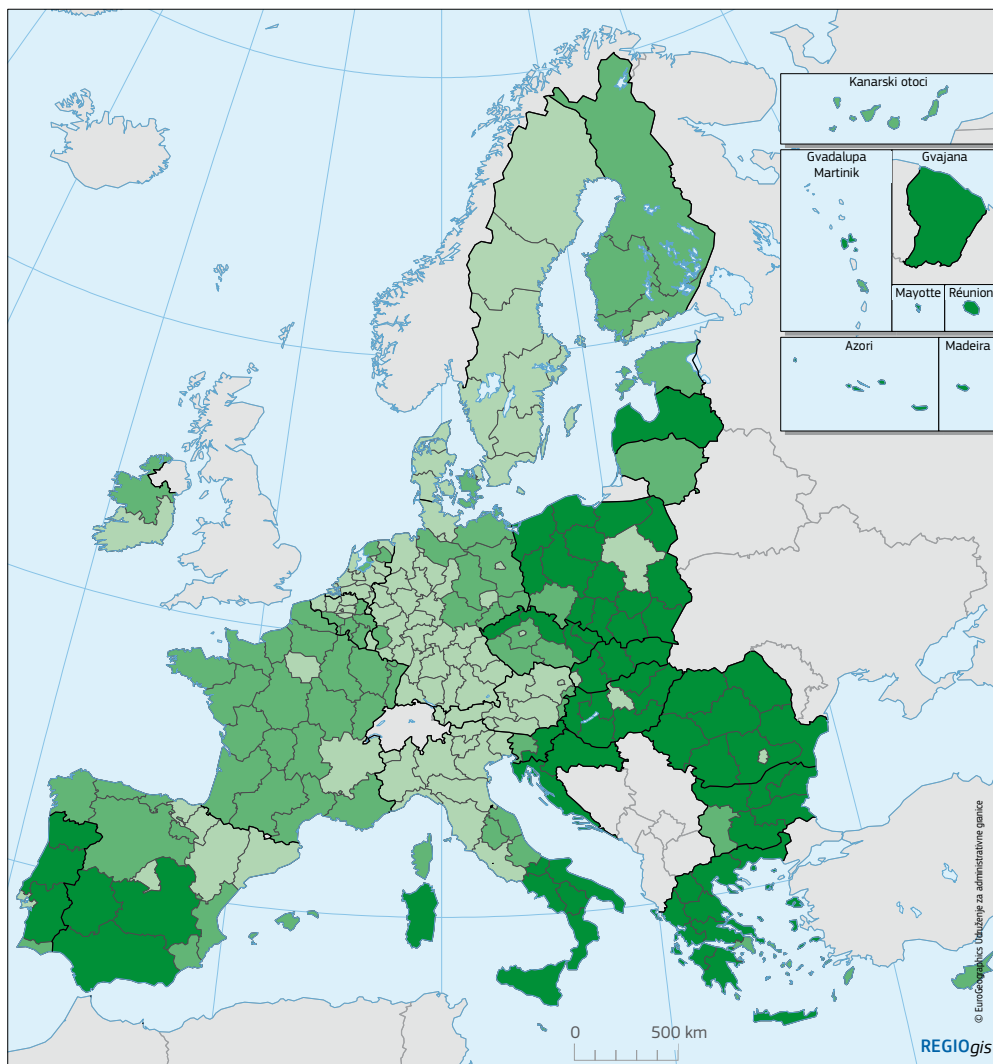 Kanarski otoci
Gvadalupa
Martinik
Gvajana
Mayotte
Réunion
Azori
Madeira
© EuroGeographics Udruženje za administrativne granice
0
500 km
REGIOgis